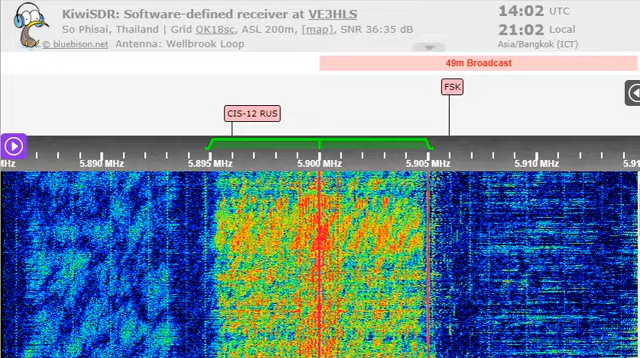 KiwiSDR: Software-defined receiver at VE3HLS
14:02 UTC
So Phisai, Thailand | Grid OK18sc, ASL 200m, [map], SNR 36:35 dB
21:02 Local
© bluebison.net Antenna: Wellbrook Loop
Asia/Bangkok (ICT)
49m Broadcast
FSK
CIS-12 RUS
MHz 5.890 MHz 5.895 MHz 5.900 MHz 5.905 MHz 5.910 MHz 5.91